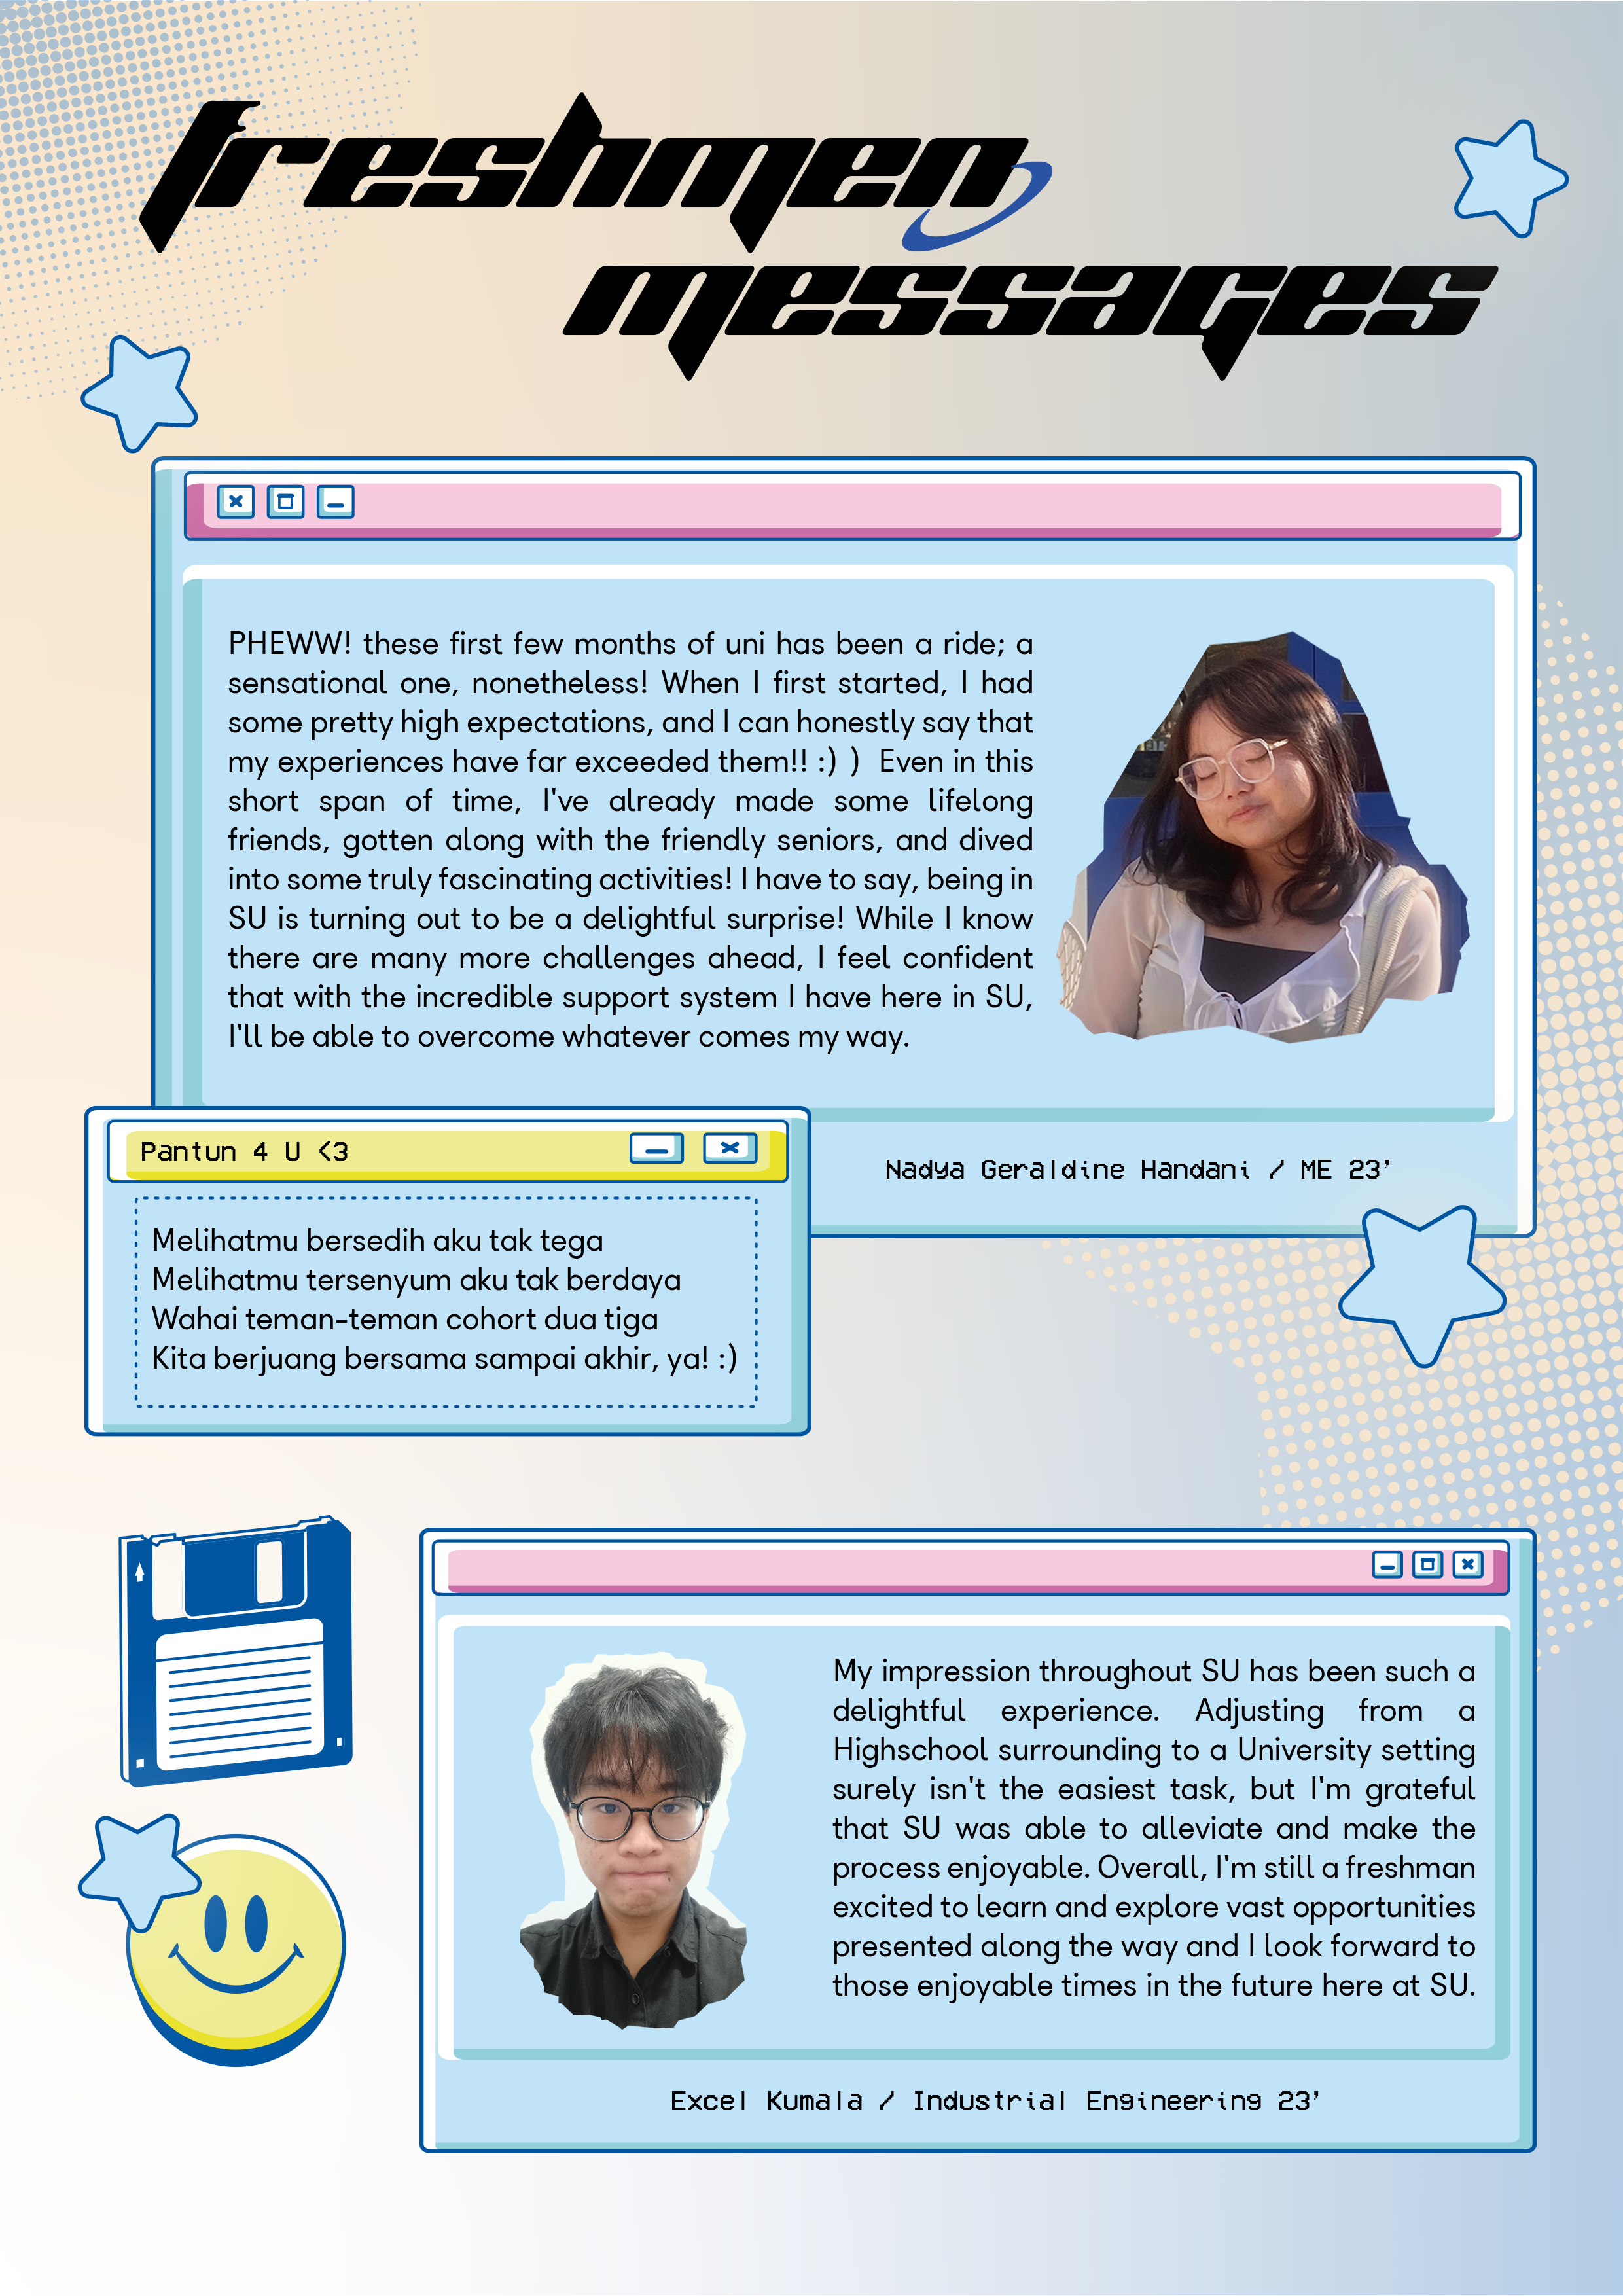 freshmen
messages
PHEWW! these first few months of uni has been a ride; a
sensational one, nonetheless! When I first started, I had
some pretty high expectations, and I can honestly say that
my experiences have far exceeded them!! :) ) Even in this
short span of time, I've already made some lifelong
friends, gotten along with the friendly seniors, and dived
into some truly fascinating activities! I have to say, being in
SU is turning out to be a delightful surprise! While I know
there are many more challenges ahead, I feel confident
that with the incredible support system I have here in SU,
I'll be able to overcome whatever comes my way.
Nadya Geraldine Handani / ME 23’
Pantun 4 U <3
Melihatmu bersedih aku tak tega
Melihatmu tersenyum aku tak berdaya
Wahai teman-teman cohort dua tiga
Kita berjuang bersama sampai akhir, ya! :)
My impression throughout SU has been such a
delightful experience. Adjusting from a
Highschool surrounding to a University setting
surely isn't the easiest task, but I'm grateful
that SU was able to alleviate and make the
process enjoyable. Overall, I'm still a freshman
excited to learn and explore vast opportunities
presented along the way and I look forward to
those enjoyable times in the future here at SU.
Excel Kumala / Industrial Engineering 23’